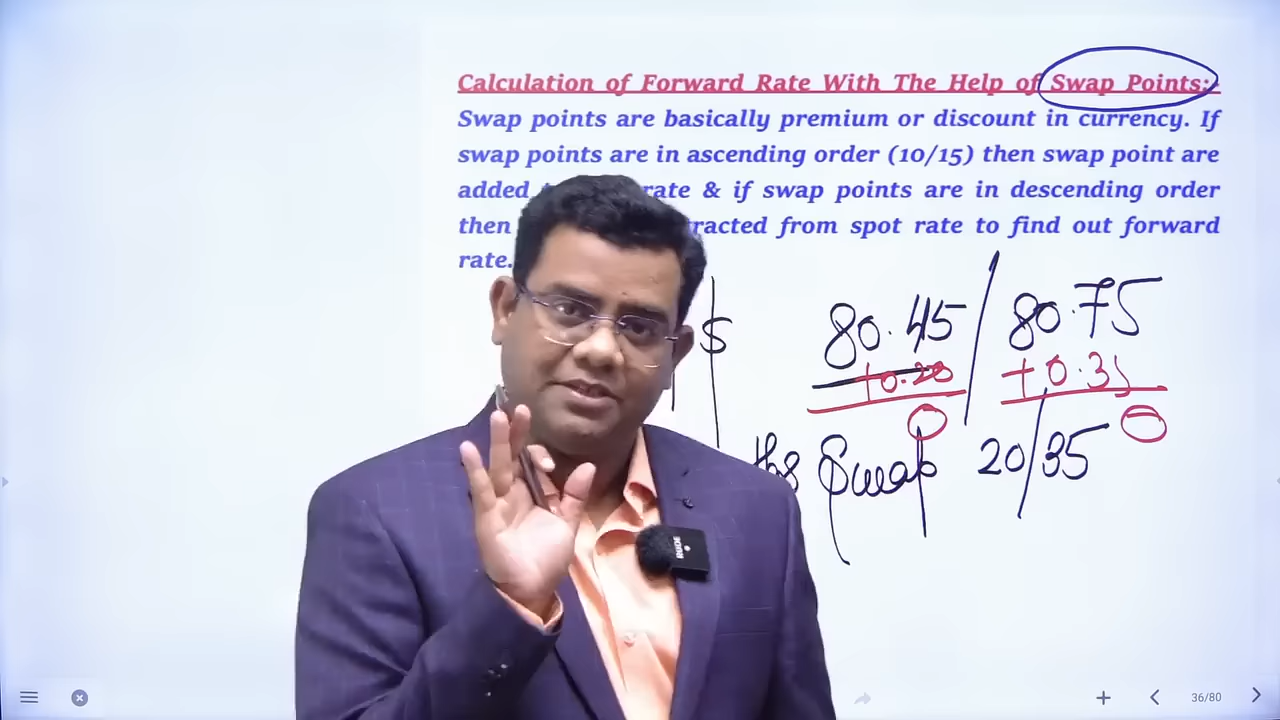 Calculation of Forward Rate With The Help of Swap Points:-
Swap points are basically premium or discount in currency. If
swap points are in ascending order (10/15) then swap point are
added rate & if swap points are in descending order
then from spot rate to find out forward
rate.
$ 80.45 / 80.75
+0.20 +0.35
Swap 20/35
RODE
36/80